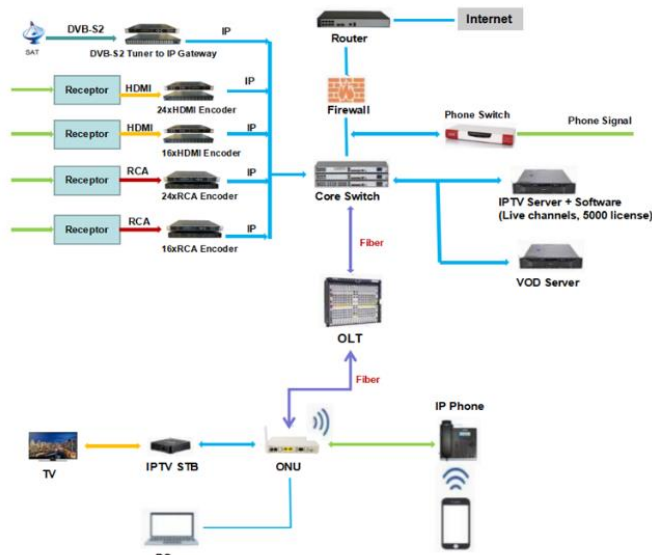 DVB-S2
IP
SAT
DVB-S2 Tuner to IP Gateway
Router
Internet
Receptor
HDMI
IP
24xHDMI Encoder
Firewall
Phone Switch
Phone Signal
Receptor
HDMI
IP
16xHDMI Encoder
Receptor
RCA
IP
24xRCA Encoder
Core Switch
IPTV Server + Software
(Live channels, 5000 license)
Receptor
RCA
IP
16xRCA Encoder
Fiber
VOD Server
OLT
Fiber
IP Phone
TV
IPTV STB
ONU